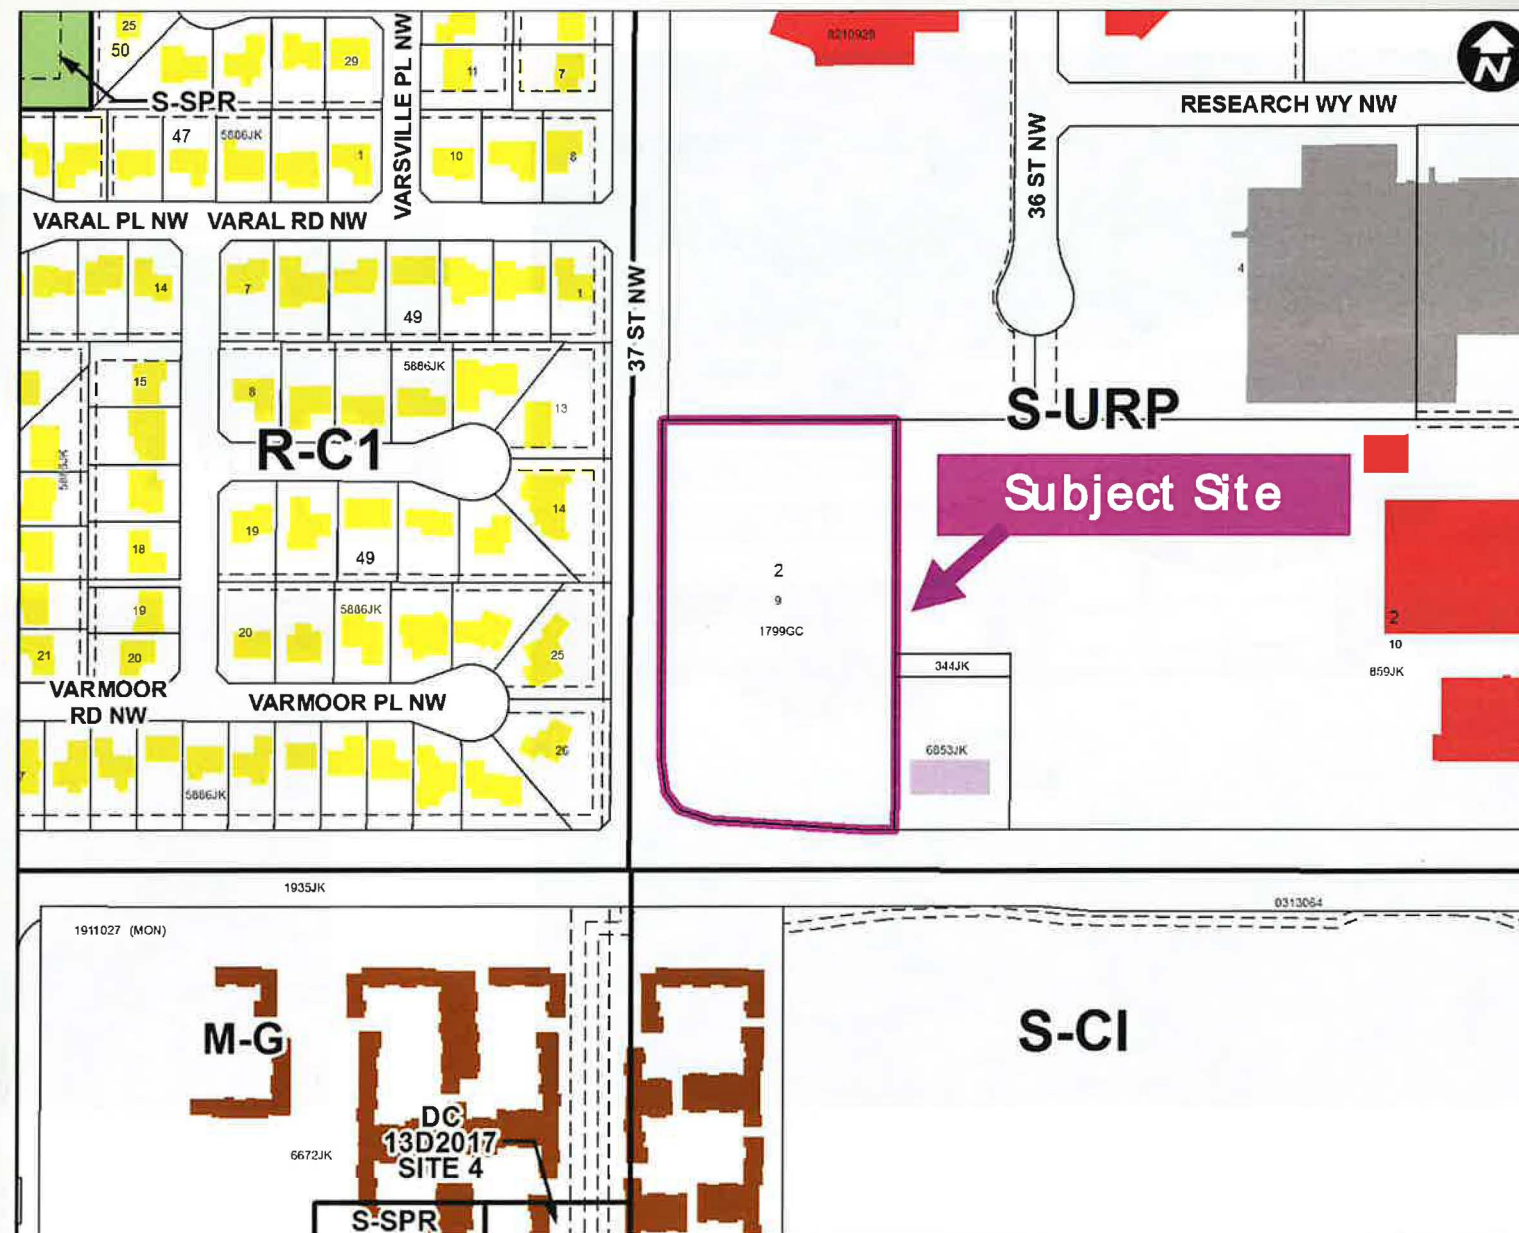 25
50
S-SPR
29
VARSVILLE PL NW
11
7
8210928
N
RESEARCH WY NW
36 ST NW
47
5886JK
1
10
8
VARAL PL NW
VARAL RD NW
37 ST NW
14
7
49
1
4
15
8
5886JK
13
R-C1
S-URP
Subject Site
5886JK
18
19
49
14
2
9
1799GC
19
20
5886JK
25
21
20
VARMOOR
RD NW
VARMOOR PL NW
344JK
2
10
859JK
7
5886JK
26
6853JK
1935JK
0313064
1911027 (MON)
M-G
S-CI
DC
13D2017
SITE 4
6672JK
S-SPR